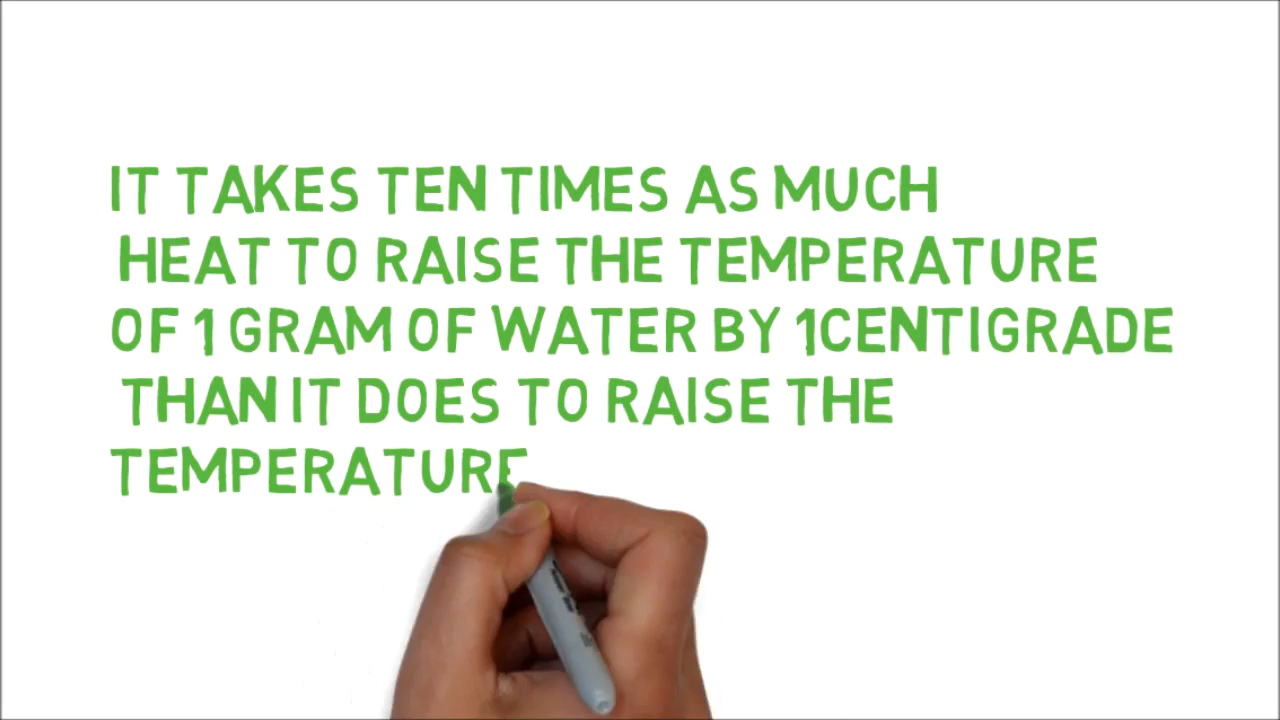 IT TAKES TEN TIMES AS MUCH
HEAT TO RAISE THE TEMPERATURE
OF 1 GRAM OF WATER BY 1CENTIGRADE
THAN IT DOES TO RAISE THE
TEMPERATURE